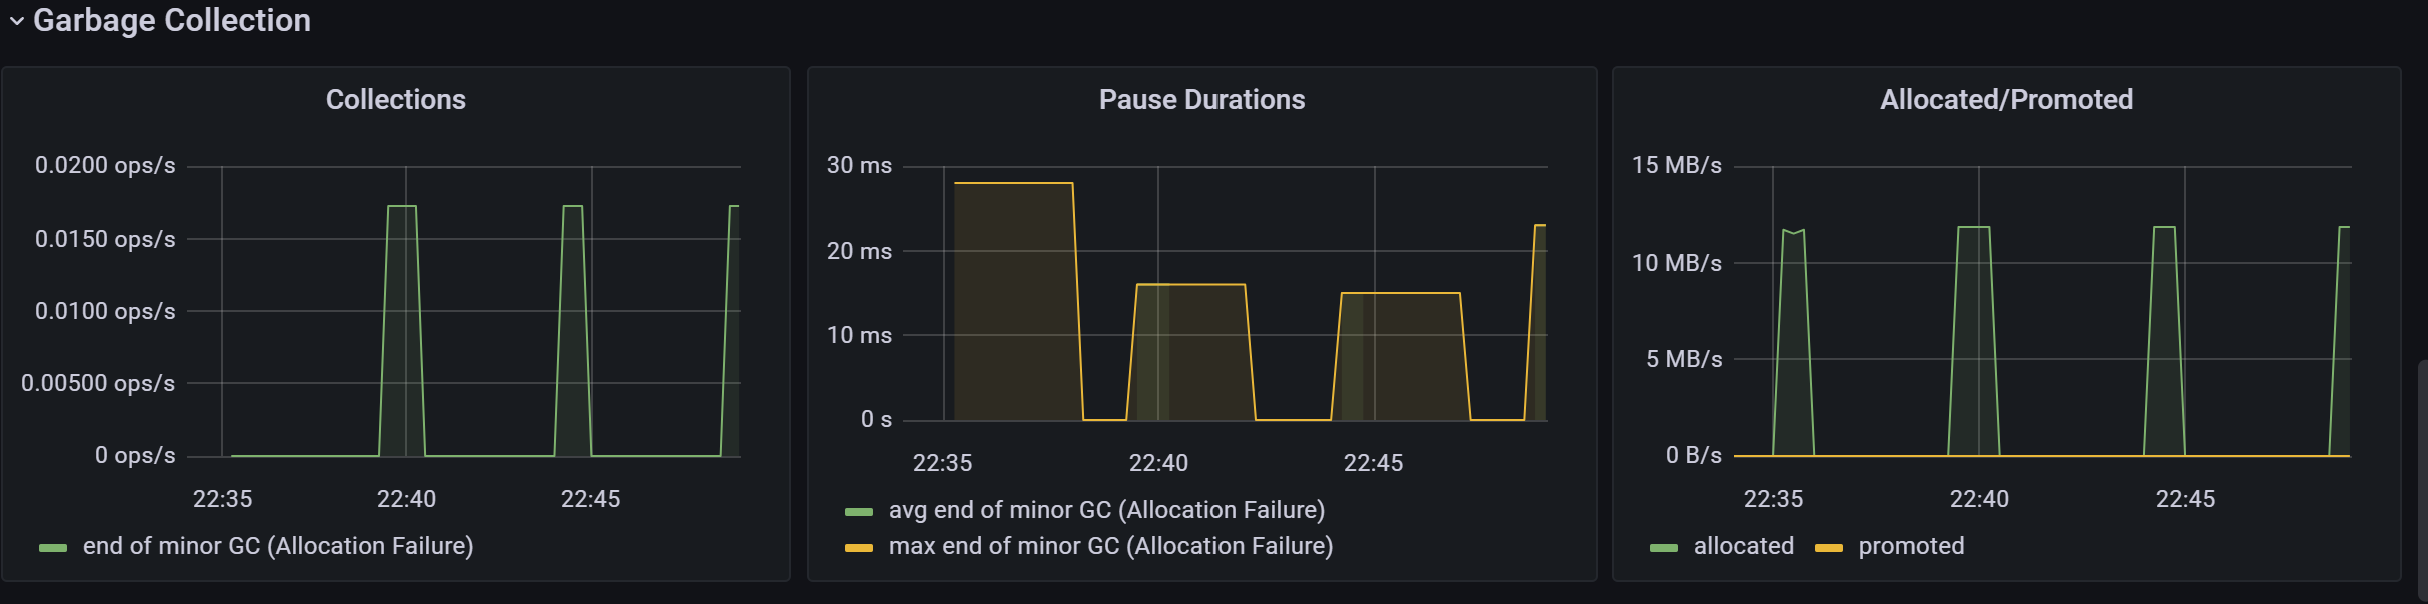 Garbage Collection
Collections
0.0200 ops/s
0.0150 ops/s
0.0100 ops/s
0.00500 ops/s
0 ops/s
22:35 22:40 22:45
end of minor GC (Allocation Failure)
Pause Durations
30 ms
20 ms
10 ms
0 s
22:35 22:40 22:45
avg end of minor GC (Allocation Failure)
max end of minor GC (Allocation Failure)
Allocated/Promoted
15 MB/s
10 MB/s
5 MB/s
0 B/s
22:35 22:40 22:45
allocated promoted